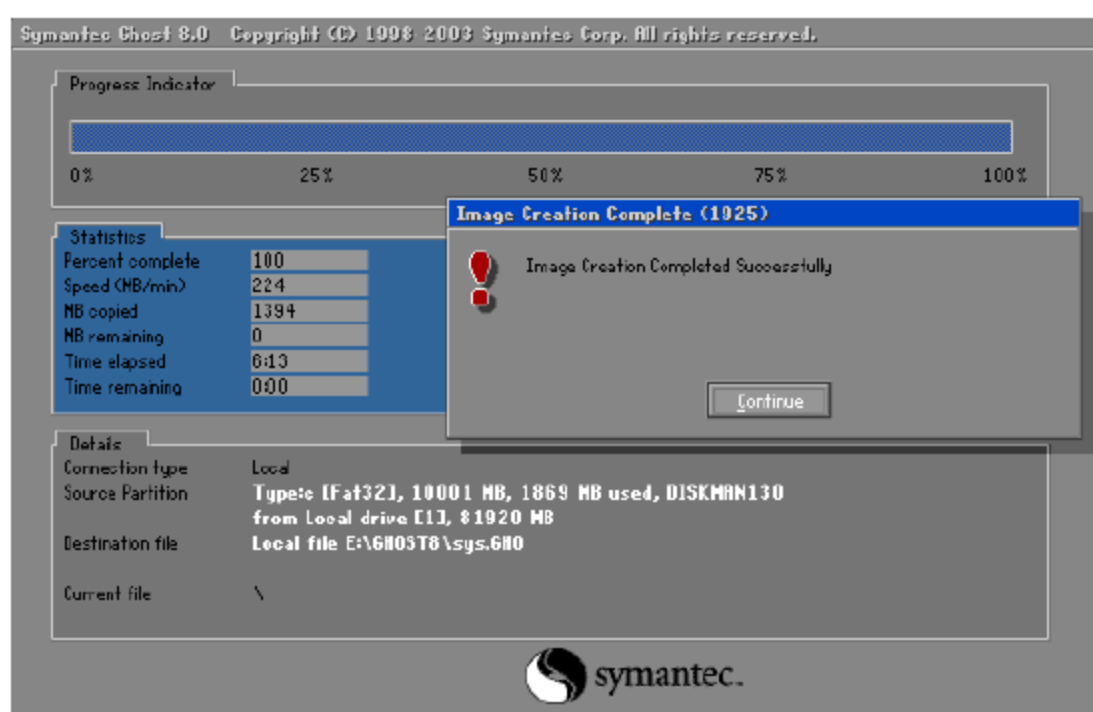 Symantec Ghost 8.0 Copyright (C) 1998-2003 Symantec Corp. All rights reserved.
Progress Indicator
0% 25% 50% 75% 100%
Image Creation Complete (1925)
Image Creation Completed Successfully
Continue
Statistics
Percent complete 100
Speed (MB/min) 224
MB copied 1394
MB remaining 0
Time elapsed 6:13
Time remaining 0:00
Details
Connection type Local
Source Partition Type:c [Fat32], 10001 MB, 1869 MB used, DISKMAN130
from Local drive [1], 81920 MB
Destination file Local file E:\GHOST8\sys.GHO
Current file \
symantec.